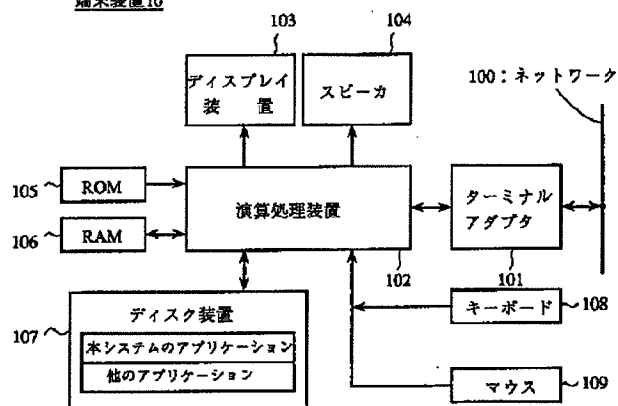 端末装置10
103
104
ディスプレイ
装 置
スピーカ
100：ネットワーク
105
ROM
演算処理装置
ターミナル
アダプタ
106
RAM
102
101
ディスク装置
キーボード
108
107
本システムのアプリケーション
他のアプリケーション
マウス
109